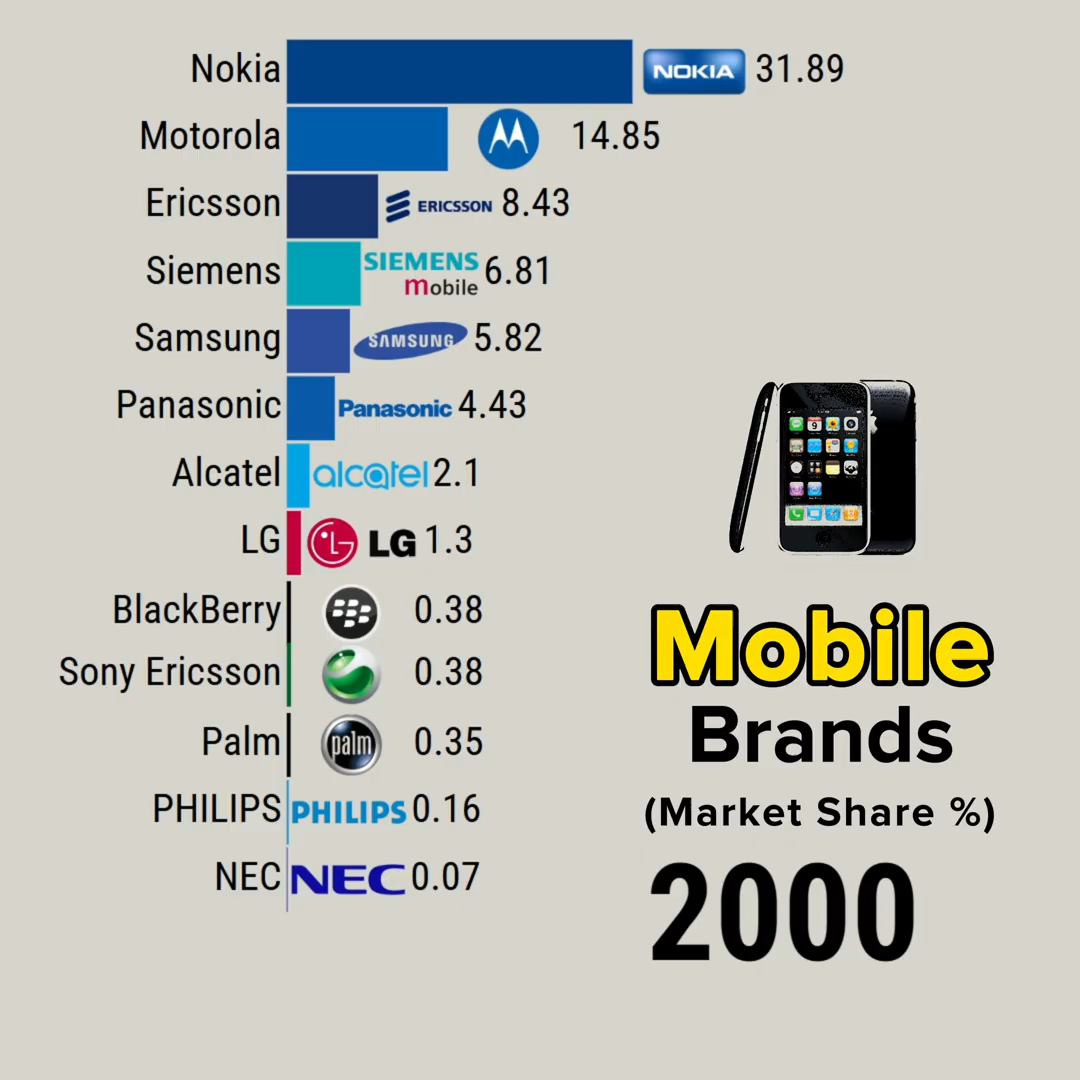 Nokia NOKIA 31.89
Motorola 14.85
Ericsson ERICSSON 8.43
Siemens SIEMENS mobile 6.81
Samsung SAMSUNG 5.82
Panasonic Panasonic 4.43
Alcatel alcatel 2.1
LG LG LG 1.3
BlackBerry 0.38
Sony Ericsson 0.38
Palm palm 0.35
PHILIPS PHILIPS 0.16
NEC NEC 0.07
9
Mobile
Brands
(Market Share %)
2000